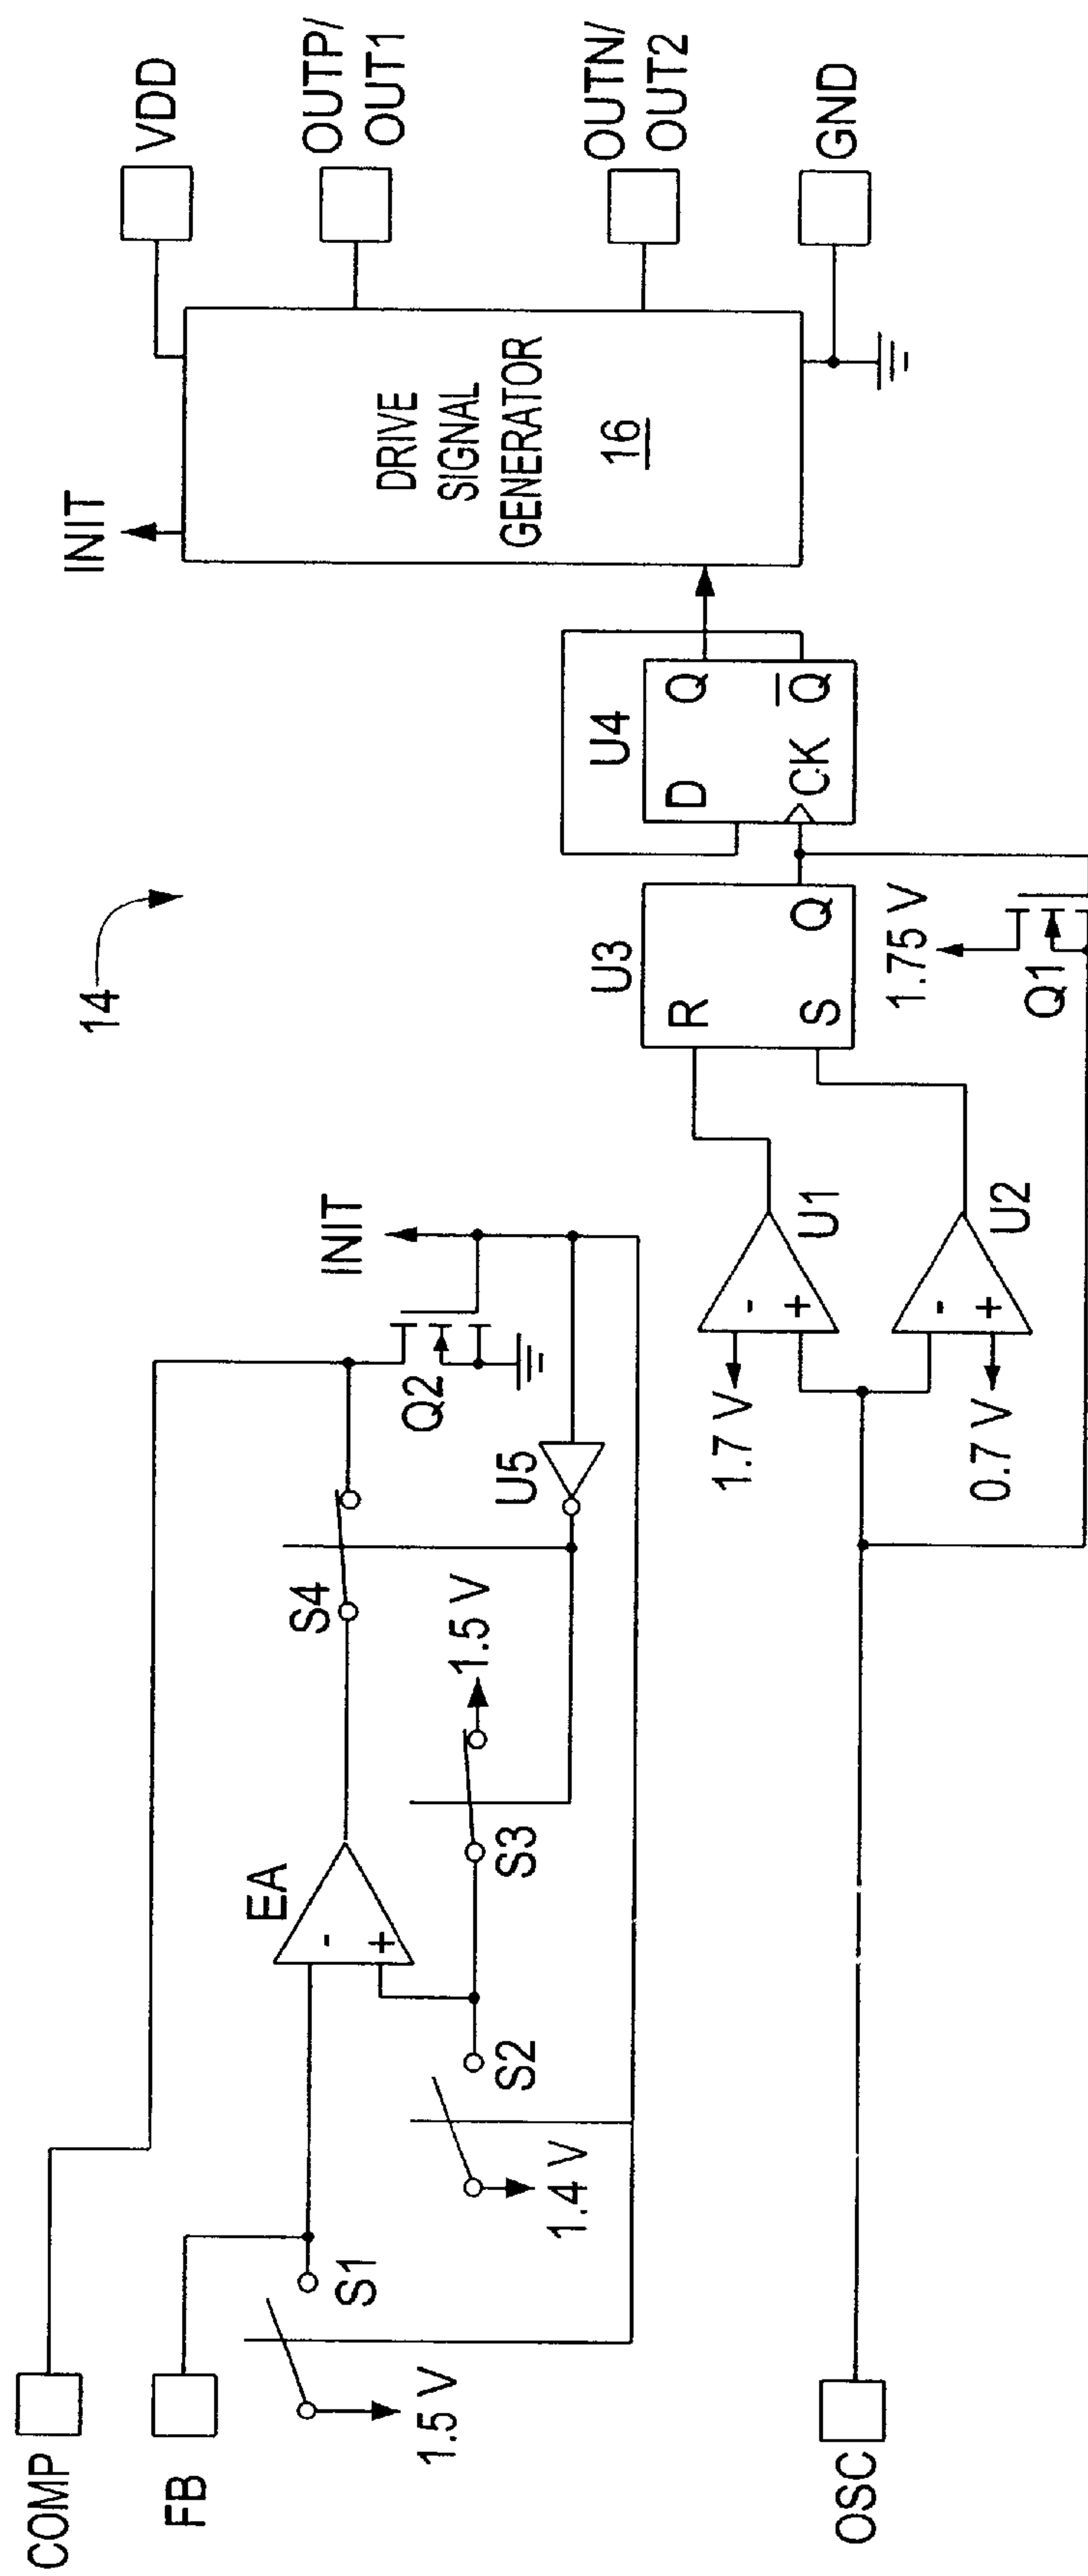 14
COMP
FB
1.5 V
S1
1.4 V
S2
EA
-
+
S3
1.5 V
S4
U5
Q2
INIT
OSC
1.7 V
0.7 V
-
+
U1
-
+
U2
U3
R
S
Q
1.75 V
Q1
U4
D
Q
CK
Q̅
INIT
DRIVE
SIGNAL
GENERATOR
16
VDD
OUTP/
OUT1
OUTN/
OUT2
GND